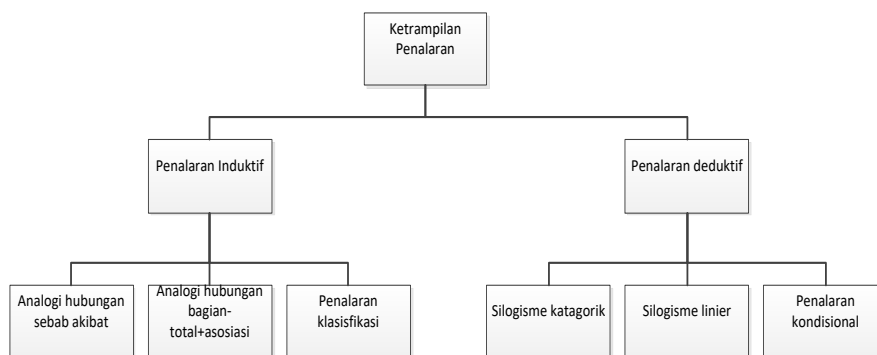 Ketrampilan
Penalaran
Penalaran Induktif
Penalaran deduktif
Analogi hubungan
sebab akibat
Analogi hubungan
bagian-
total+asosiasi
Penalaran
klasisfikasi
Silogisme katagorik
Silogisme linier
Penalaran
kondisional